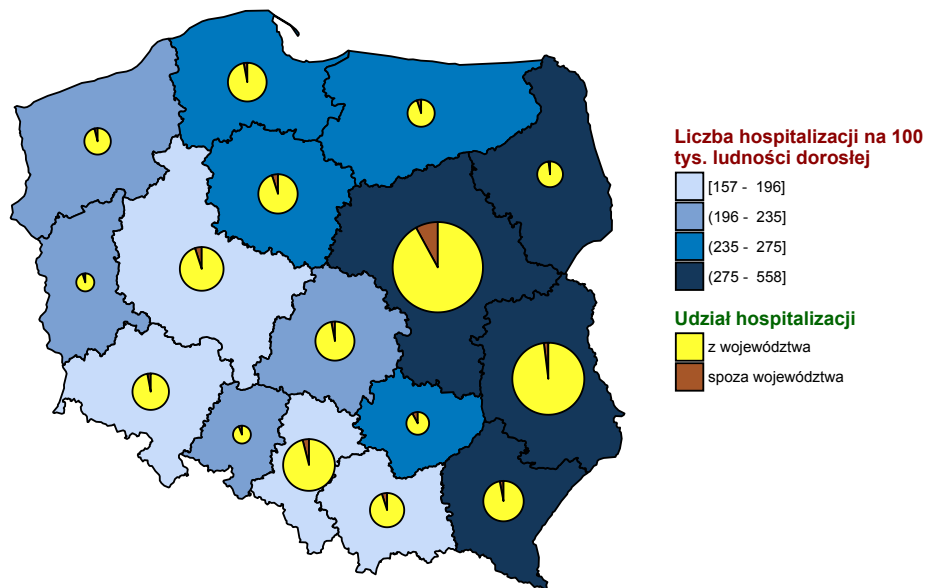 Liczba hospitalizacji na 100
tys. ludności dorosłej
[157 - 196]
(196 - 235]
(235 - 275]
(275 - 558]
Udział hospitalizacji
z województwa
spoza województwa